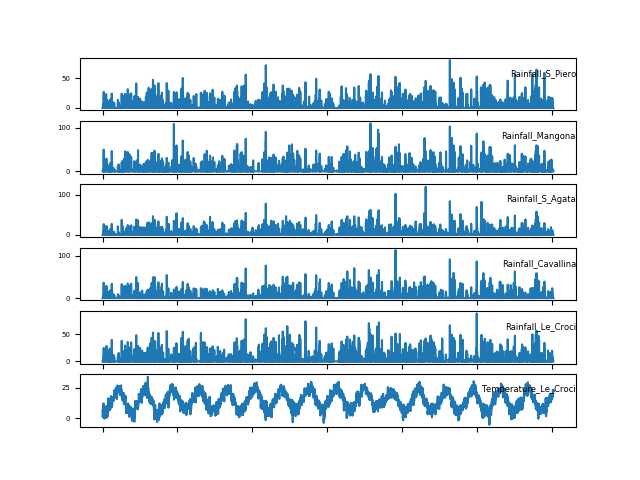 Rainfall_S_Piero
50
0
Rainfall_Mangona
100
0
Rainfall_S_Agata
100
0
Rainfall_Cavallina
100
0
Rainfall_Le_Croci
50
0
Temperature_Le_Croci
25
0